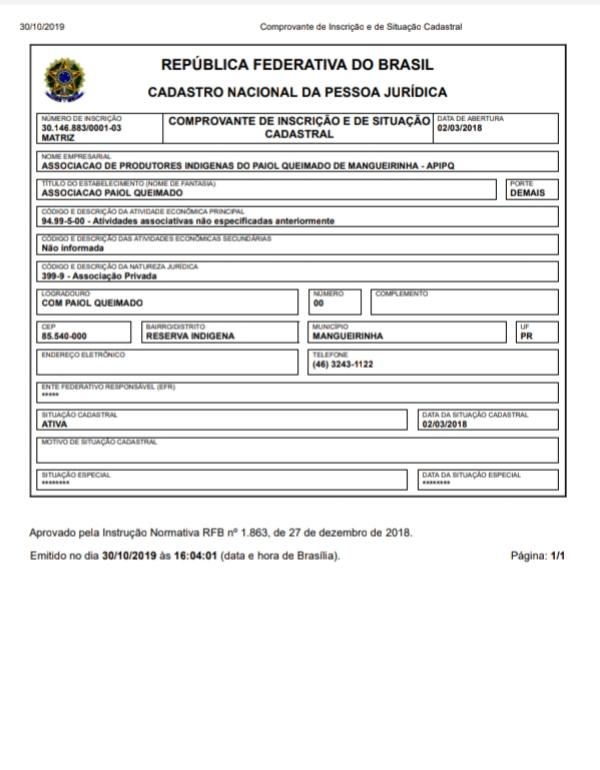 30/10/2019 Comprovante de Inscrição e de Situação Cadastral
REPÚBLICA FEDERATIVA DO BRASIL
CADASTRO NACIONAL DA PESSOA JURÍDICA
NÚMERO DE INSCRIÇÃO
30.146.883/0001-03
MATRIZ
COMPROVANTE DE INSCRIÇÃO E DE SITUAÇÃO
CADASTRAL
DATA DE ABERTURA
02/03/2018
NOME EMPRESARIAL
ASSOCIACAO DE PRODUTORES INDIGENAS DO PAIOL QUEIMADO DE MANGUEIRINHA - APIPQ
TÍTULO DO ESTABELECIMENTO (NOME DE FANTASIA)
ASSOCIACAO PAIOL QUEIMADO
PORTE
DEMAIS
CÓDIGO E DESCRIÇÃO DA ATIVIDADE ECONÔMICA PRINCIPAL
94.99-5-00 - Atividades associativas não especificadas anteriormente
CÓDIGO E DESCRIÇÃO DAS ATIVIDADES ECONÔMICAS SECUNDÁRIAS
Não informada
CÓDIGO E DESCRIÇÃO DA NATUREZA JURÍDICA
399-9 - Associação Privada
LOGRADOURO
COM PAIOL QUEIMADO
NÚMERO
00
COMPLEMENTO
CEP
85.540-000
BAIRRO/DISTRITO
RESERVA INDIGENA
MUNICÍPIO
MANGUEIRINHA
UF
PR
ENDEREÇO ELETRÔNICO
TELEFONE
(46) 3243-1122
ENTE FEDERATIVO RESPONSÁVEL (EFR)
*****
SITUAÇÃO CADASTRAL
ATIVA
DATA DA SITUAÇÃO CADASTRAL
02/03/2018
MOTIVO DE SITUAÇÃO CADASTRAL
SITUAÇÃO ESPECIAL
********
DATA DA SITUAÇÃO ESPECIAL
********
Aprovado pela Instrução Normativa RFB nº 1.863, de 27 de dezembro de 2018.
Emitido no dia 30/10/2019 às 16:04:01 (data e hora de Brasília). Página: 1/1